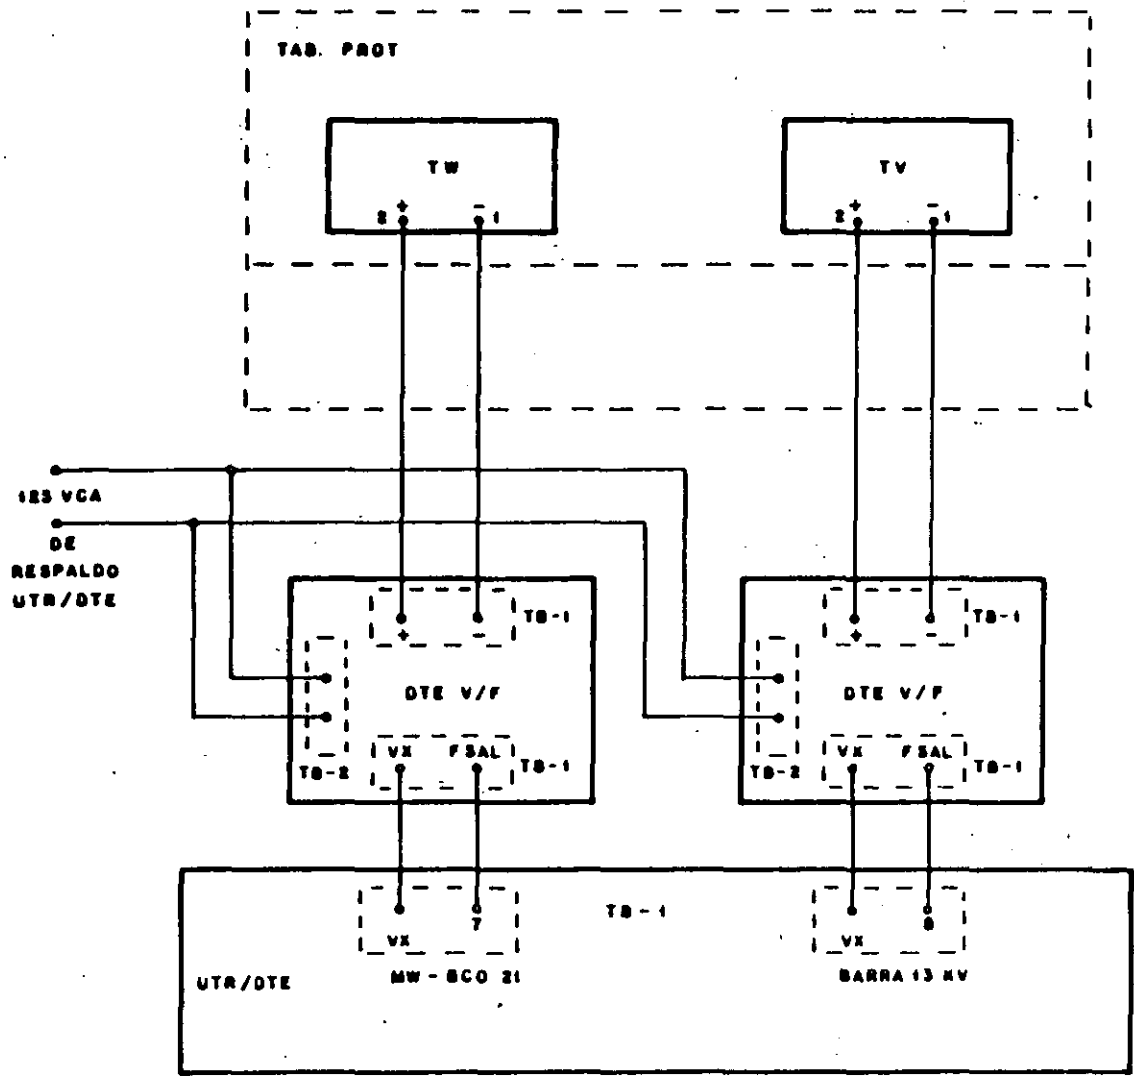 TAB. PROT
TW
2 + - 1
TV
2 + - 1
125 VCA
DE
RESPALDO
UTR/DTE
+ -
TB-1
DTE V/F
TB-2
VX F SAL
TB-1
+ -
TB-1
DTE V/F
TB-2
VX F SAL
TB-1
TB-1
VX 7
MW-BCO 21
VX 8
BARRA 13 KV
UTR/DTE